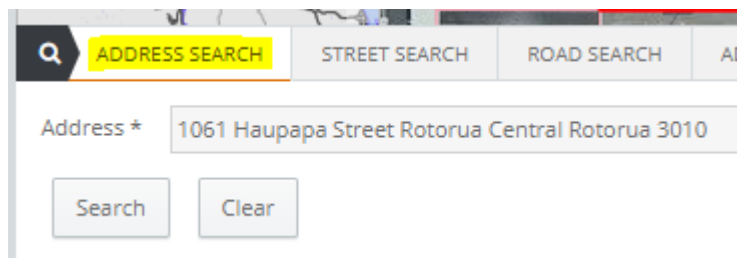 ADDRESS SEARCH STREET SEARCH ROAD SEARCH
Address * 1061 Haupapa Street Rotorua Central Rotorua 3010
Search Clear